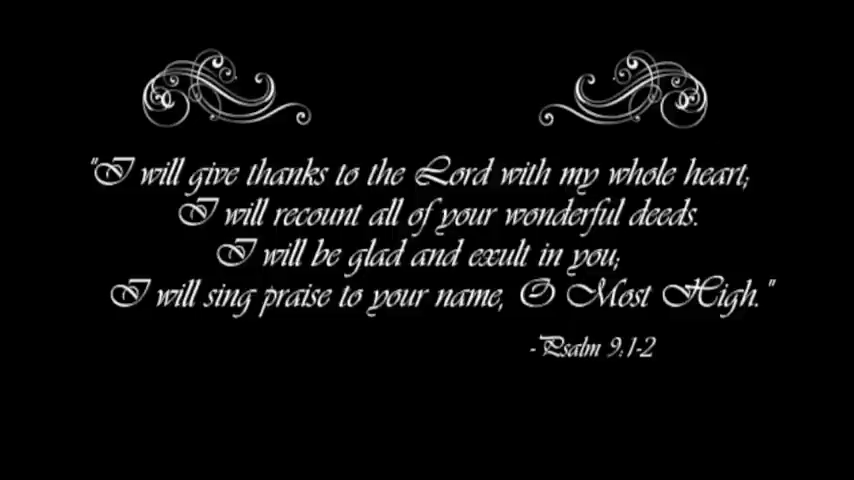 "I will give thanks to the Lord with my whole heart;
I will recount all of your wonderful deeds.
I will be glad and exult in you;
I will sing praise to your name, O Most High."
-Psalm 9:1-2